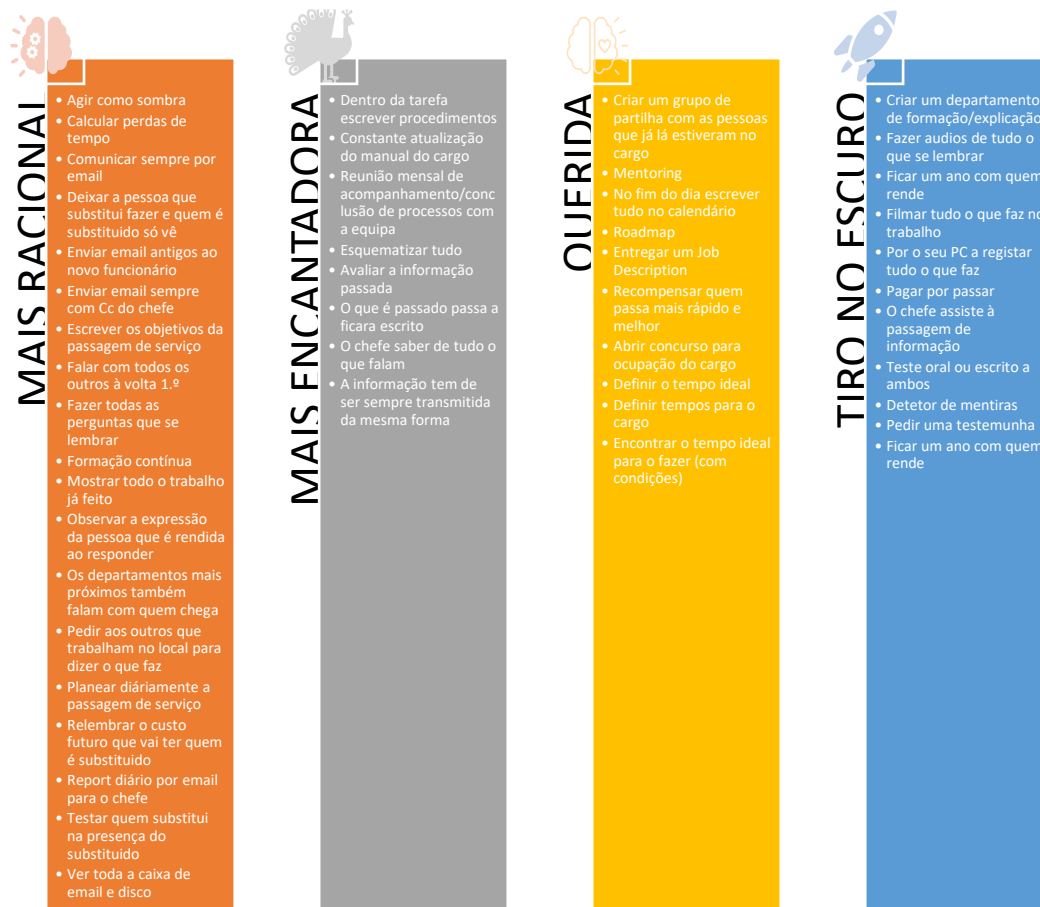 MAIS RACIONAL
• Agir como sombra
• Calcular perdas de
tempo
• Comunicar sempre por
email
• Deixar a pessoa que
substitui fazer e quem é
substituido só vê
• Enviar email antigos ao
novo funcionário
• Enviar email sempre
com Cc do chefe
• Escrever os objetivos da
passagem de serviço
• Falar com todos os
outros à volta 1.º
• Fazer todas as
perguntas que se
lembrar
• Formação contínua
• Mostrar todo o trabalho
já feito
• Observar a expressão
da pessoa que é rendida
ao responder
• Os departamentos mais
próximos também
falam com quem chega
• Pedir aos outros que
trabalham no local para
dizer o que faz
• Planear diáriamente a
passagem de serviço
• Relembrar o custo
futuro que vai ter quem
é substituido
• Report diário por email
para o chefe
• Testar quem substitui
na presença do
substituido
• Ver toda a caixa de
email e disco
MAIS ENCANTADORA
• Dentro da tarefa
escrever procedimentos
• Constante atualização
do manual do cargo
• Reunião mensal de
acompanhamento/conc
lusão de processos com
a equipa
• Esquematizar tudo
• Avaliar a informação
passada
• O que é passado passa a
ficara escrito
• O chefe saber de tudo o
que falam
• A informação tem de
ser sempre transmitida
da mesma forma
QUERIDA
• Criar um grupo de
partilha com as pessoas
que já lá estiveram no
cargo
• Mentoring
• No fim do dia escrever
tudo no calendário
• Roadmap
• Entregar um Job
Description
• Recompensar quem
passa mais rápido e
melhor
• Abrir concurso para
ocupação do cargo
• Definir o tempo ideal
• Definir tempos para o
cargo
• Encontrar o tempo ideal
para o fazer (com
condições)
TIRO NO ESCURO
• Criar um departamento
de formação/explicação
• Fazer audios de tudo o
que se lembrar
• Ficar um ano com quem
rende
• Filmar tudo o que faz no
trabalho
• Por o seu PC a registar
tudo o que faz
• Pagar por passar
• O chefe assiste à
passagem de
informação
• Teste oral ou escrito a
ambos
• Detetor de mentiras
• Pedir uma testemunha
• Ficar um ano com quem
rende